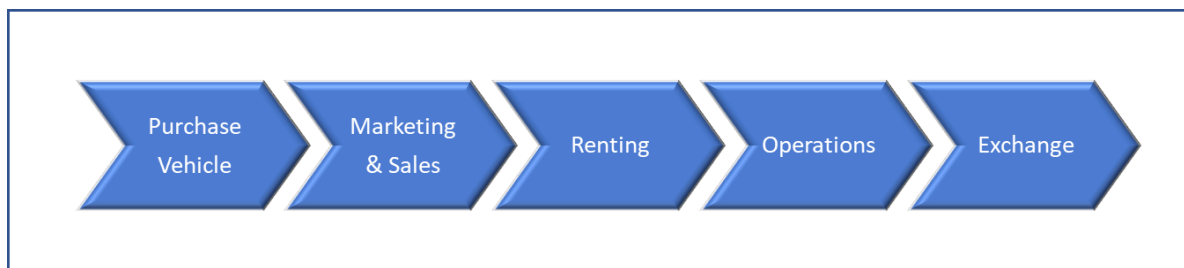 Purchase
Vehicle
Marketing
& Sales
Renting
Operations
Exchange